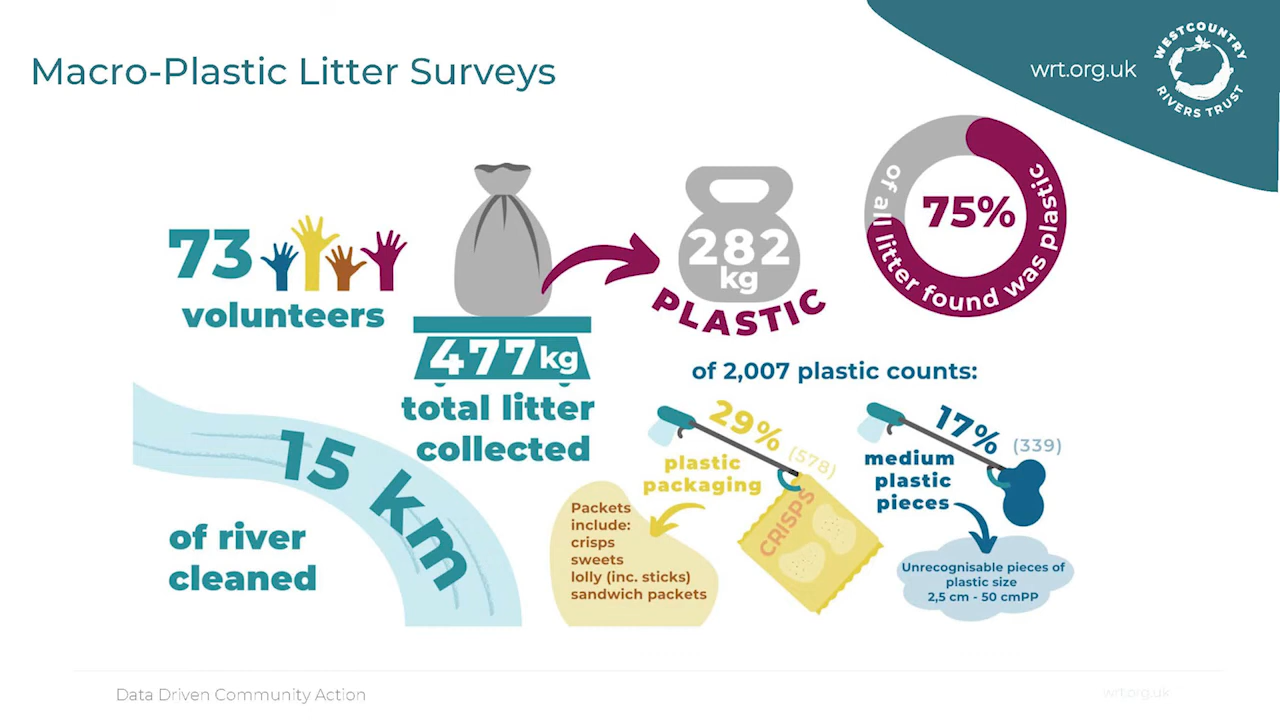 Macro-Plastic Litter Surveys
wrt.org.uk
WESTCOUNTRY
RIVERS TRUST
73
volunteers
477kg
total litter
collected
282
kg
PLASTIC
75%
of all litter found was plastic
15 km
of river
cleaned
of 2,007 plastic counts:
29% (578)
plastic
packaging
CRISPS
Packets
include:
crisps
sweets
lolly (inc. sticks)
sandwich packets
17% (339)
medium
plastic
pieces
Unrecognisable pieces of
plastic size
2,5 cm - 50 cmPP
Data Driven Community Action
wrt.org.uk